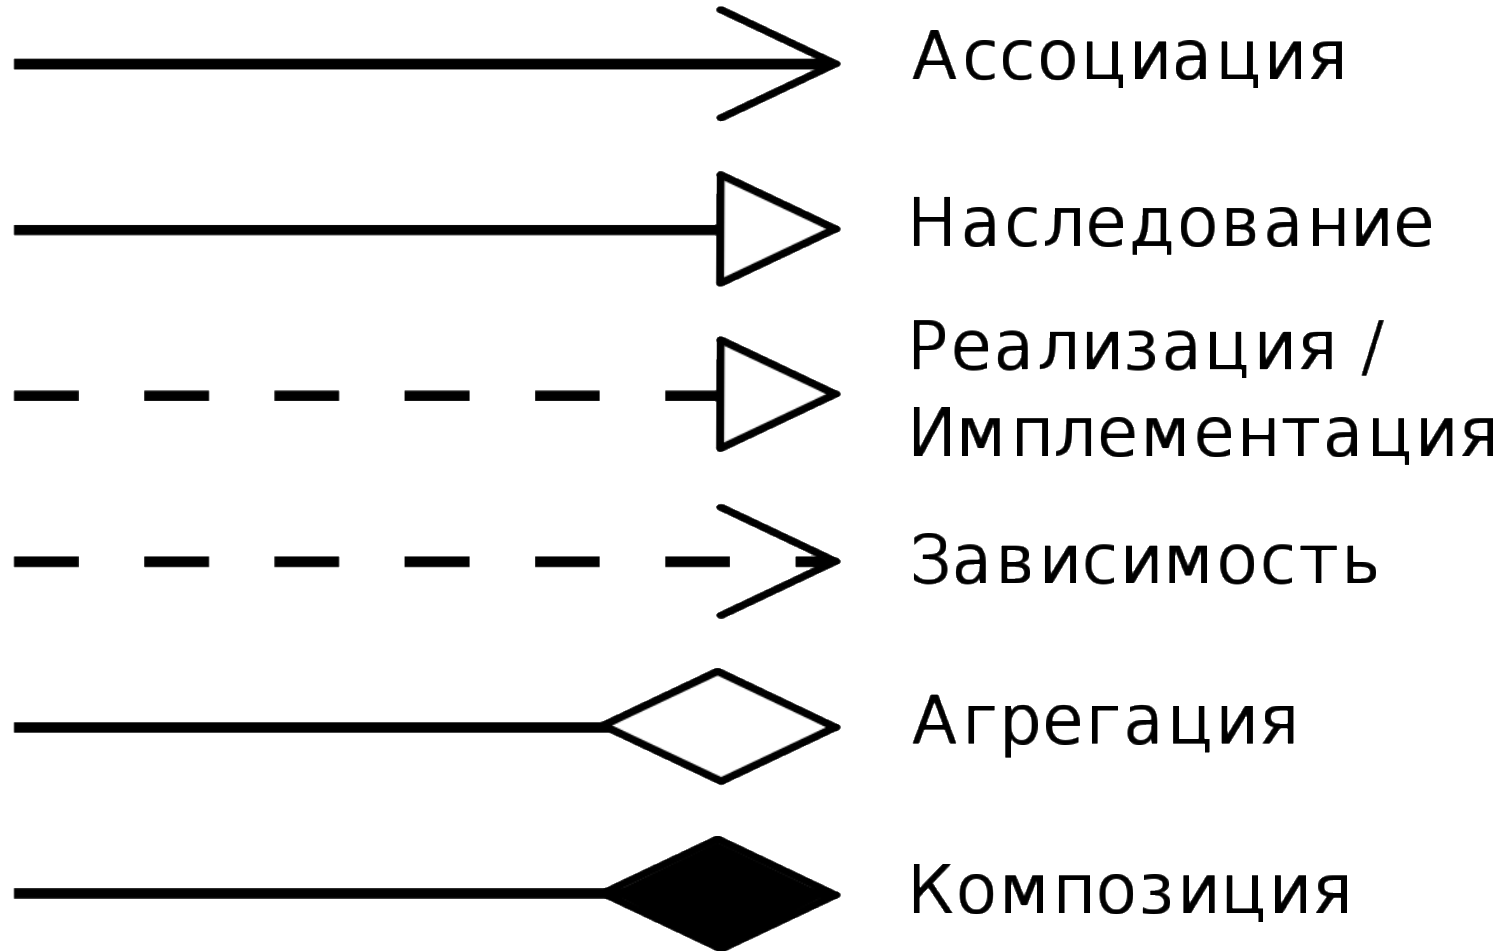 Ассоциация
Наследование
Реализация /
Имплементация
Зависимость
Агрегация
Композиция